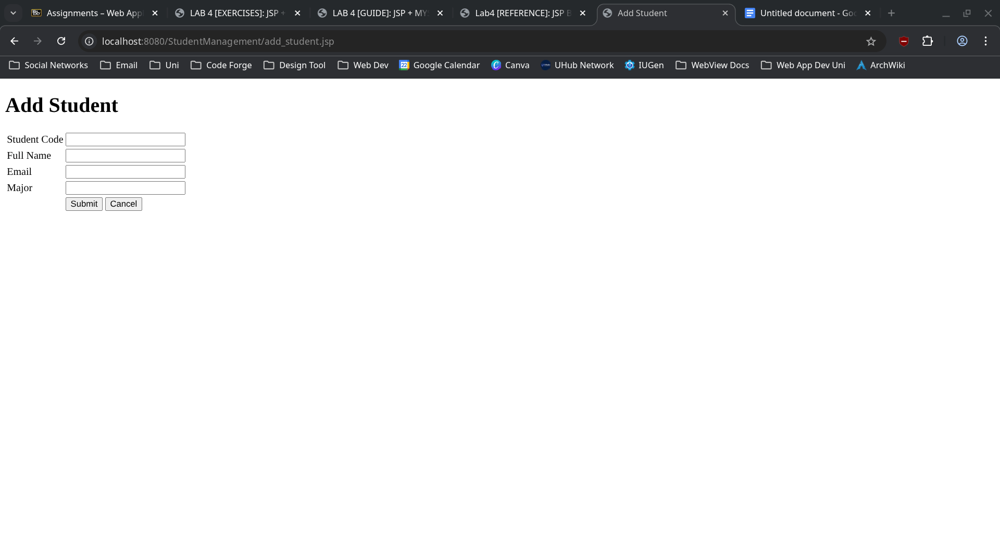 Assignments – Web App
LAB 4 [EXERCISES]: JSP +
LAB 4 [GUIDE]: JSP + MY
Lab4 [REFERENCE]: JSP B
Add Student
Untitled document - Goo
localhost:8080/StudentManagement/add_student.jsp
Social Networks
Email
Uni
Code Forge
Design Tool
Web Dev
22
Google Calendar
Canva
UHub Network
IUGen
WebView Docs
Web App Dev Uni
ArchWiki
Add Student
Student Code
Full Name
Email
Major
Submit Cancel